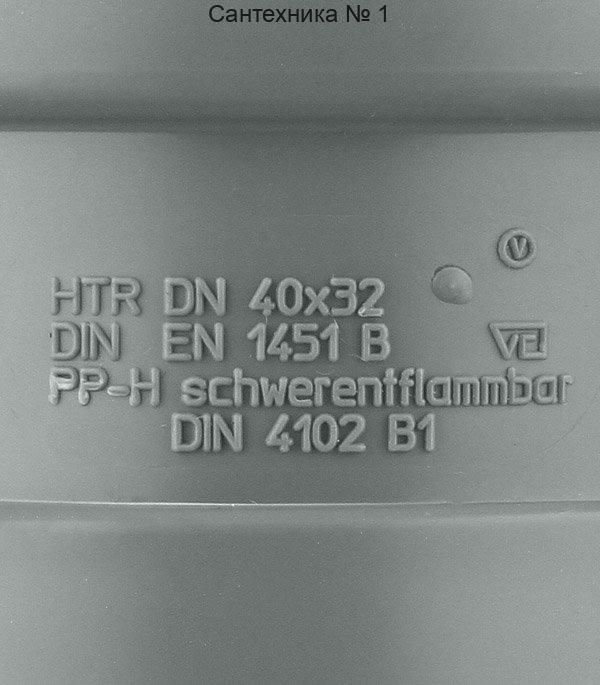 Сантехника № 1
V
HTR DN 40x32
DIN EN 1451 B
PP-H schwerentflammbar
DIN 4102 B1